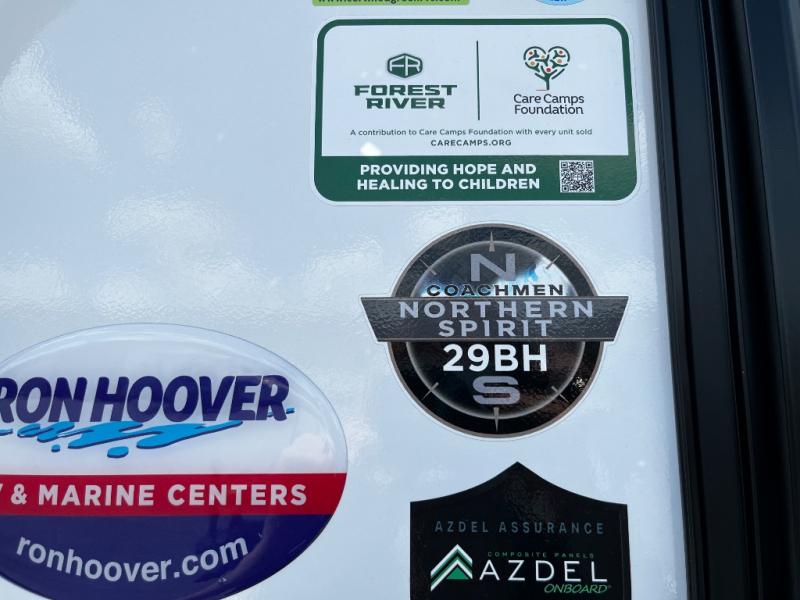 FR
FOREST
RIVER
Care Camps
Foundation
A contribution to Care Camps Foundation with every unit sold
CARECAMPS.ORG
PROVIDING HOPE AND
HEALING TO CHILDREN
N
COACHMEN
NORTHERN
SPIRIT
29BH
S
RON HOOVER
& MARINE CENTERS
ronhoover.com
AZDEL ASSURANCE
COMPOSITE PANELS
AZDEL
ONBOARD